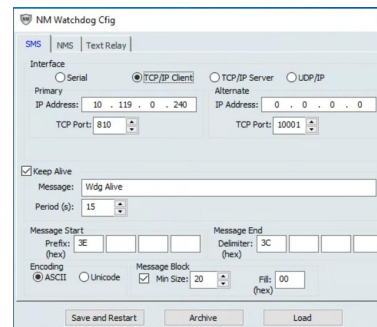 NM Watchdog Cfig
SMS NMS Text Relay
Interface
Serial TCP/IP Client TCP/IP Server UDP/IP
Primary Alternate
IP Address: 10 . 119 . 0 . 240 IP Address: 0 . 0 . 0 . 0
TCP Port: 810 TCP Port: 10001
Keep Alive
Message: Wdg Alive
Period (s): 15
Message Start Message End
Prefix: 3E Delimiter: 3C
(hex) (hex)
Encoding Message Block
ASCII Unicode Min Size: 20 Fill: 00
(hex)
Save and Restart Archive Load